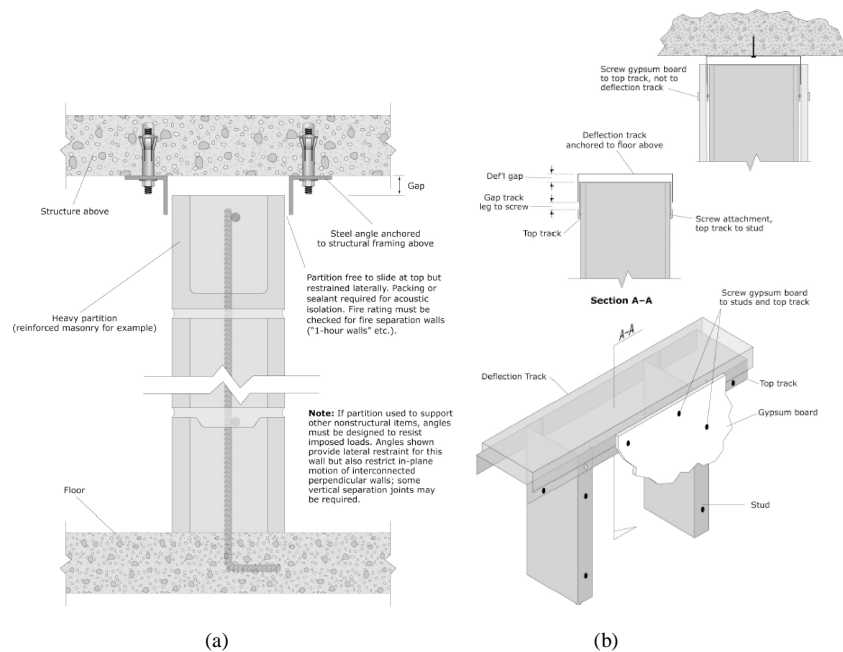 Gap
Structure above
Steel angle anchored
to structural framing above
Partition free to slide at top but
restrained laterally. Packing or
sealant required for acoustic
isolation. Fire rating must be
checked for fire separation walls
(“1-hour walls” etc.).
Heavy partition
(reinforced masonry for example)
Note: If partition used to support
other nonstructural items, angles
must be designed to resist
imposed loads. Angles shown
provide lateral restraint for this
wall but also restrict in-plane
motion of interconnected
perpendicular walls; some
vertical separation joints may
be required.
Floor
(a)
Screw gypsum board
to top track, not to
deflection track
Deflection track
anchored to floor above
Def'l gap
Gap track
leg to screw
Top track
Screw attachment,
top track to stud
Section A–A
Screw gypsum board
to studs and top track
A–A
Deflection Track
Top track
Gypsum board
Stud
(b)